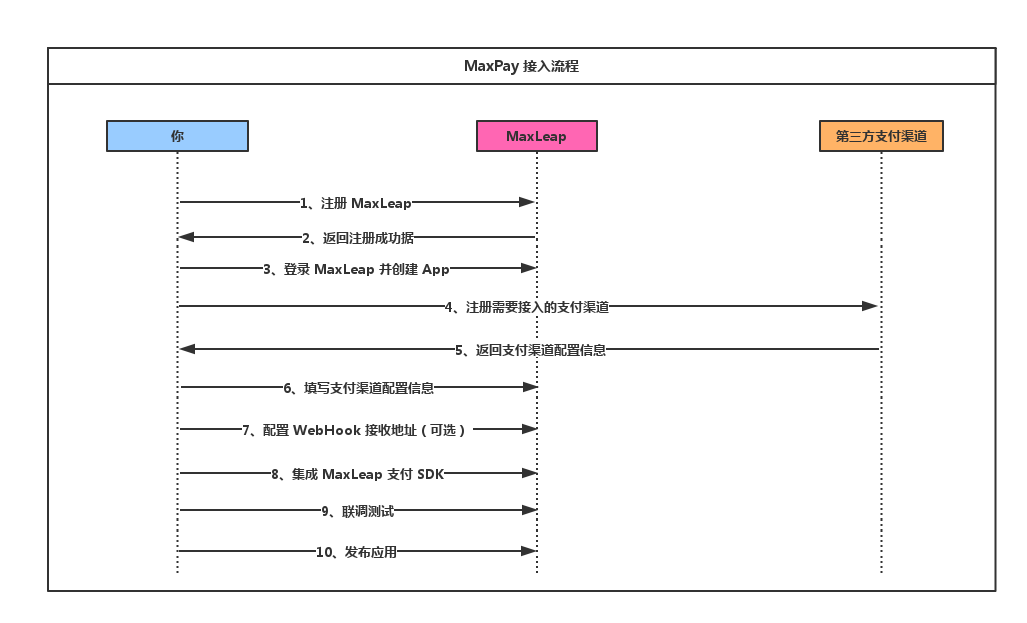 MaxPay 接入流程
你
MaxLeap
第三方支付渠道
1、注册 MaxLeap
2、返回注册成功据
3、登录 MaxLeap 并创建 App
4、注册需要接入的支付渠道
5、返回支付渠道配置信息
6、填写支付渠道配置信息
7、配置 WebHook 接收地址（可选）
8、集成 MaxLeap 支付 SDK
9、联调测试
10、发布应用